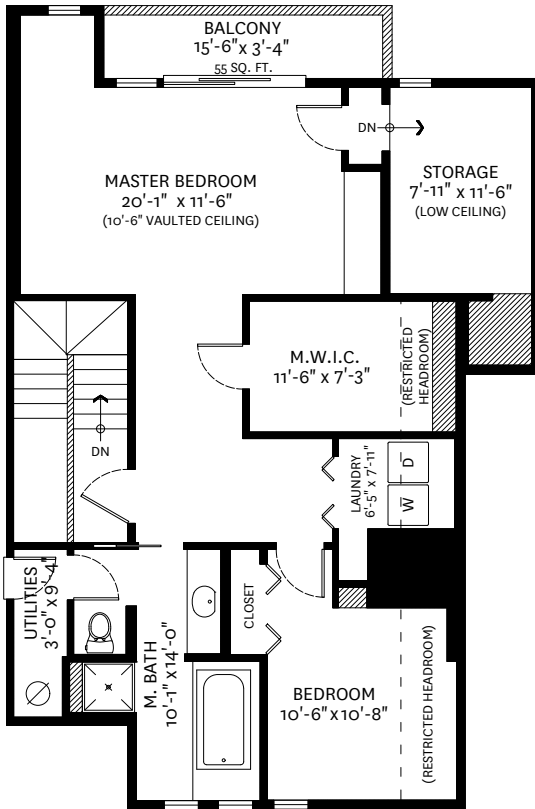 BALCONY
15'-6" x 3'-4"
55 SQ. FT.
DN
STORAGE
7'-11" x 11'-6"
(LOW CEILING)
MASTER BEDROOM
20'-1" x 11'-6"
(10'-6" VAULTED CEILING)
M.W.I.C.
11'-6" x 7'-3"
(RESTRICTED
HEADROOM)
DN
LAUNDRY
6'-5" x 7'-11"
D
W
UTILITIES
3'-0" x 9'-4"
CLOSET
M. BATH
10'-1" x 14'-0"
BEDROOM
10'-6" x 10'-8"
(RESTRICTED HEADROOM)